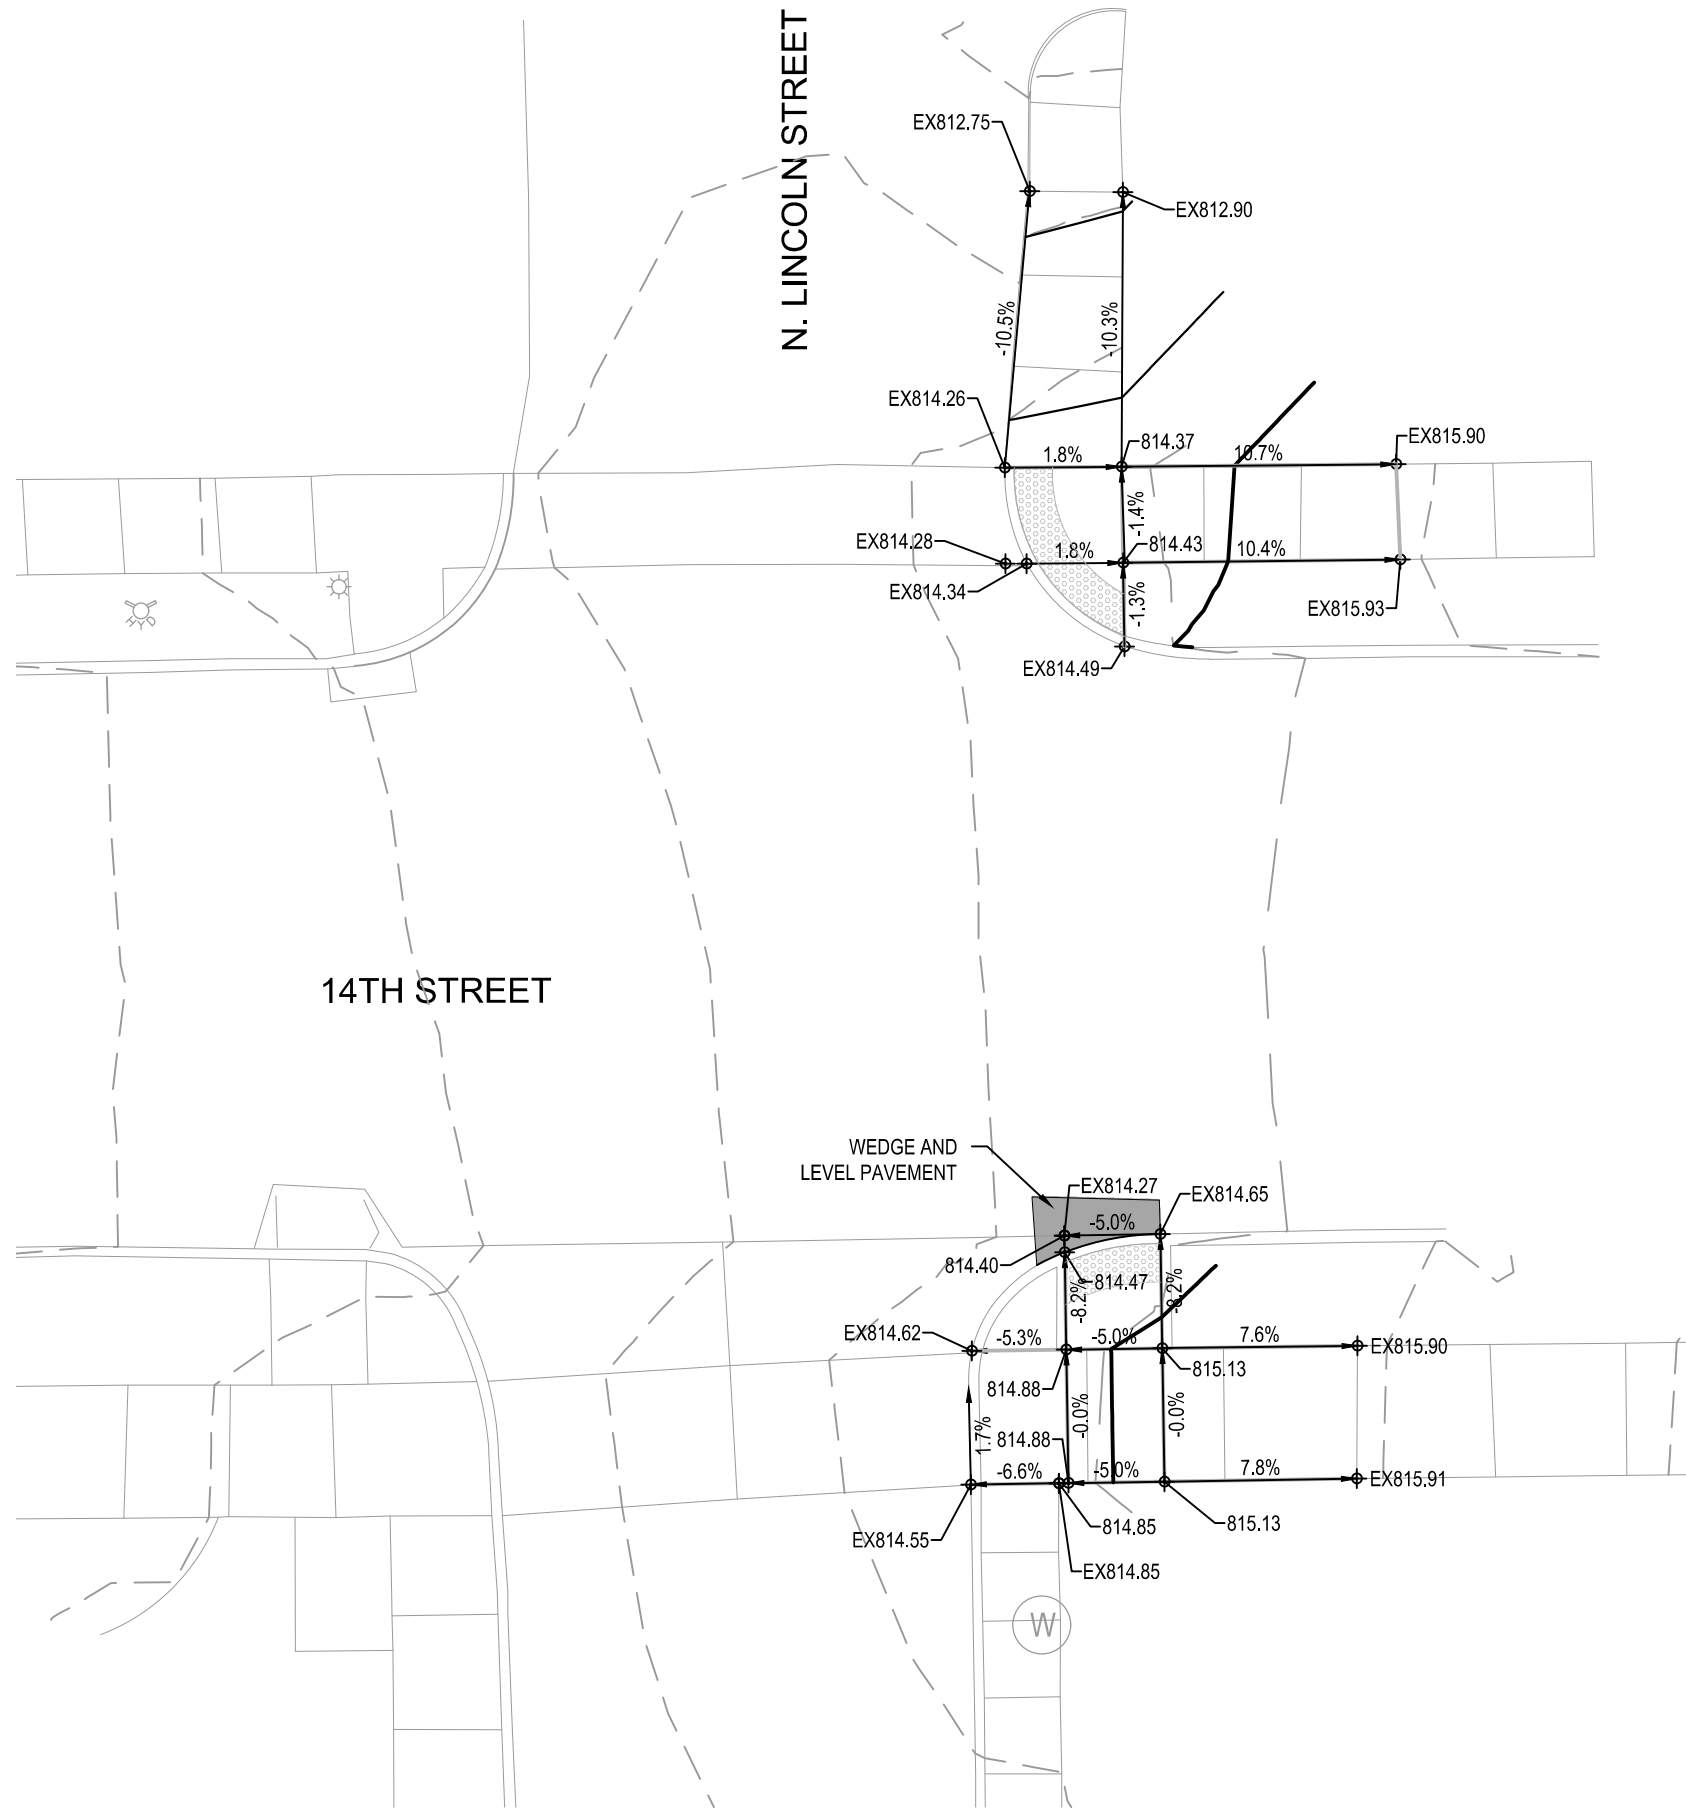 N. LINCOLN STREET
EX812.75
EX812.90
-10.5%
-10.3%
EX814.26
814.37
EX815.90
1.8%
10.7%
-1.4%
EX814.28
814.43
1.8%
10.4%
EX814.34
-1.3%
EX815.93
EX814.49
14TH STREET
WEDGE AND
LEVEL PAVEMENT
EX814.27
EX814.65
-5.0%
814.40
814.47
-8.2%
-8.2%
EX814.62
-5.3%
-5.0%
7.6%
EX815.90
815.13
814.88
-0.0%
-0.0%
1.7%
814.88
-6.6%
-5.0%
7.8%
EX815.91
814.85
815.13
EX814.55
EX814.85
W